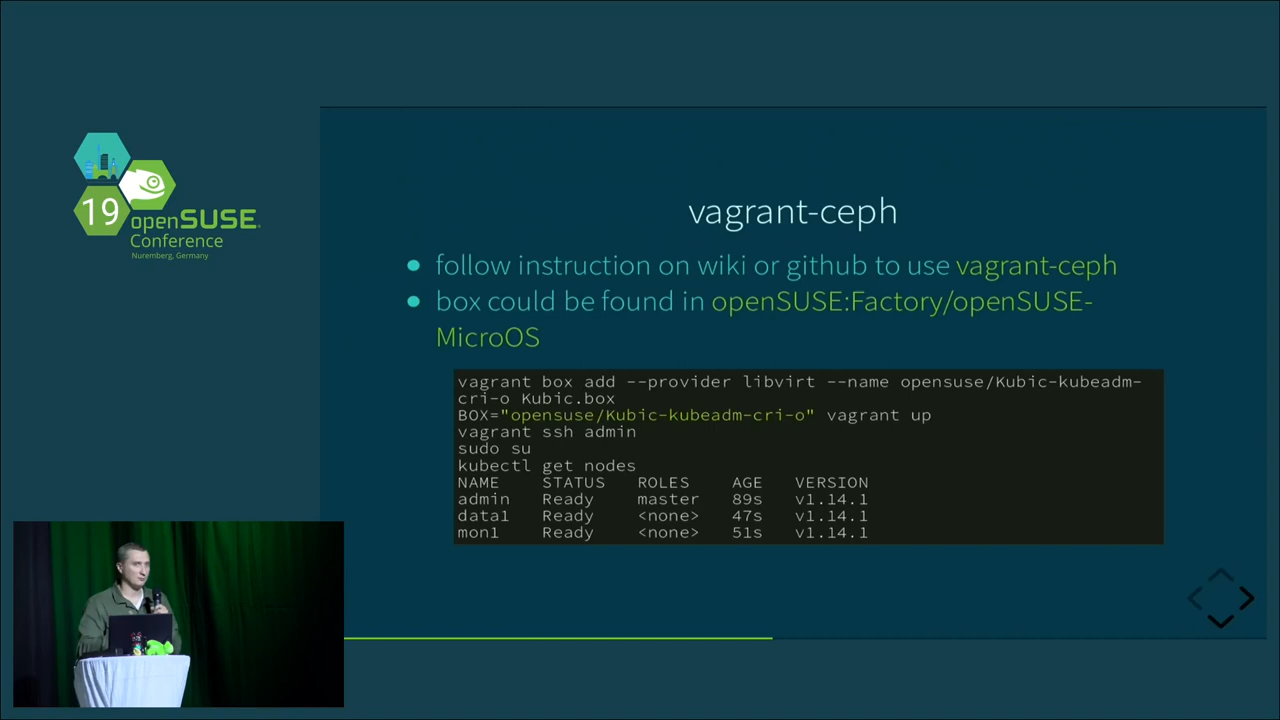 19
openSUSE
Conference
Nuremberg, Germany
vagrant-ceph
follow instruction on wiki or github to use vagrant-ceph
box could be found in openSUSE:Factory/openSUSE-
MicroOS
vagrant box add --provider libvirt --name opensuse/Kubic-kubeadm-
cri-o Kubic.box
BOX="opensuse/Kubic-kubeadm-cri-o" vagrant up
vagrant ssh admin
sudo su
kubectl get nodes
NAME STATUS ROLES AGE VERSION
admin Ready master 89s v1.14.1
data1 Ready <none> 47s v1.14.1
mon1 Ready <none> 51s v1.14.1